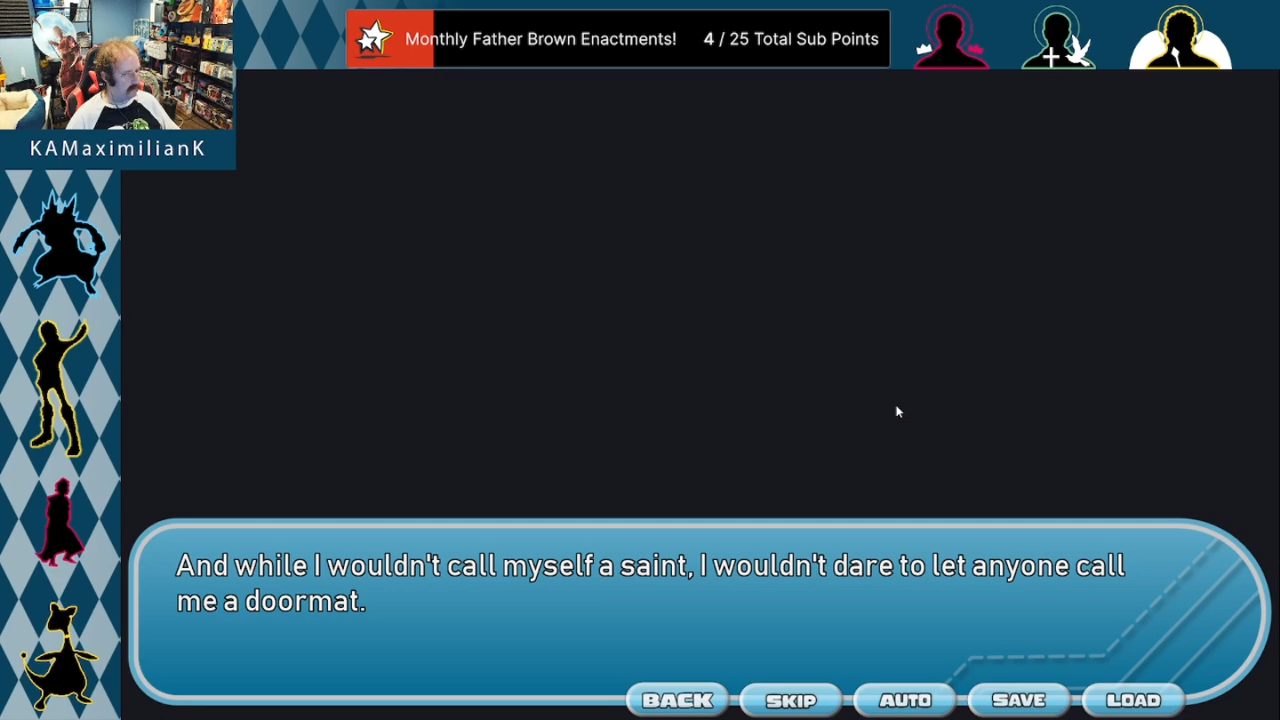 Monthly Father Brown Enactments! 4 / 25 Total Sub Points
KAMaximilianK
And while I wouldn't call myself a saint, I wouldn't dare to let anyone call
me a doormat.
BACK SKIP AUTO SAVE LOAD